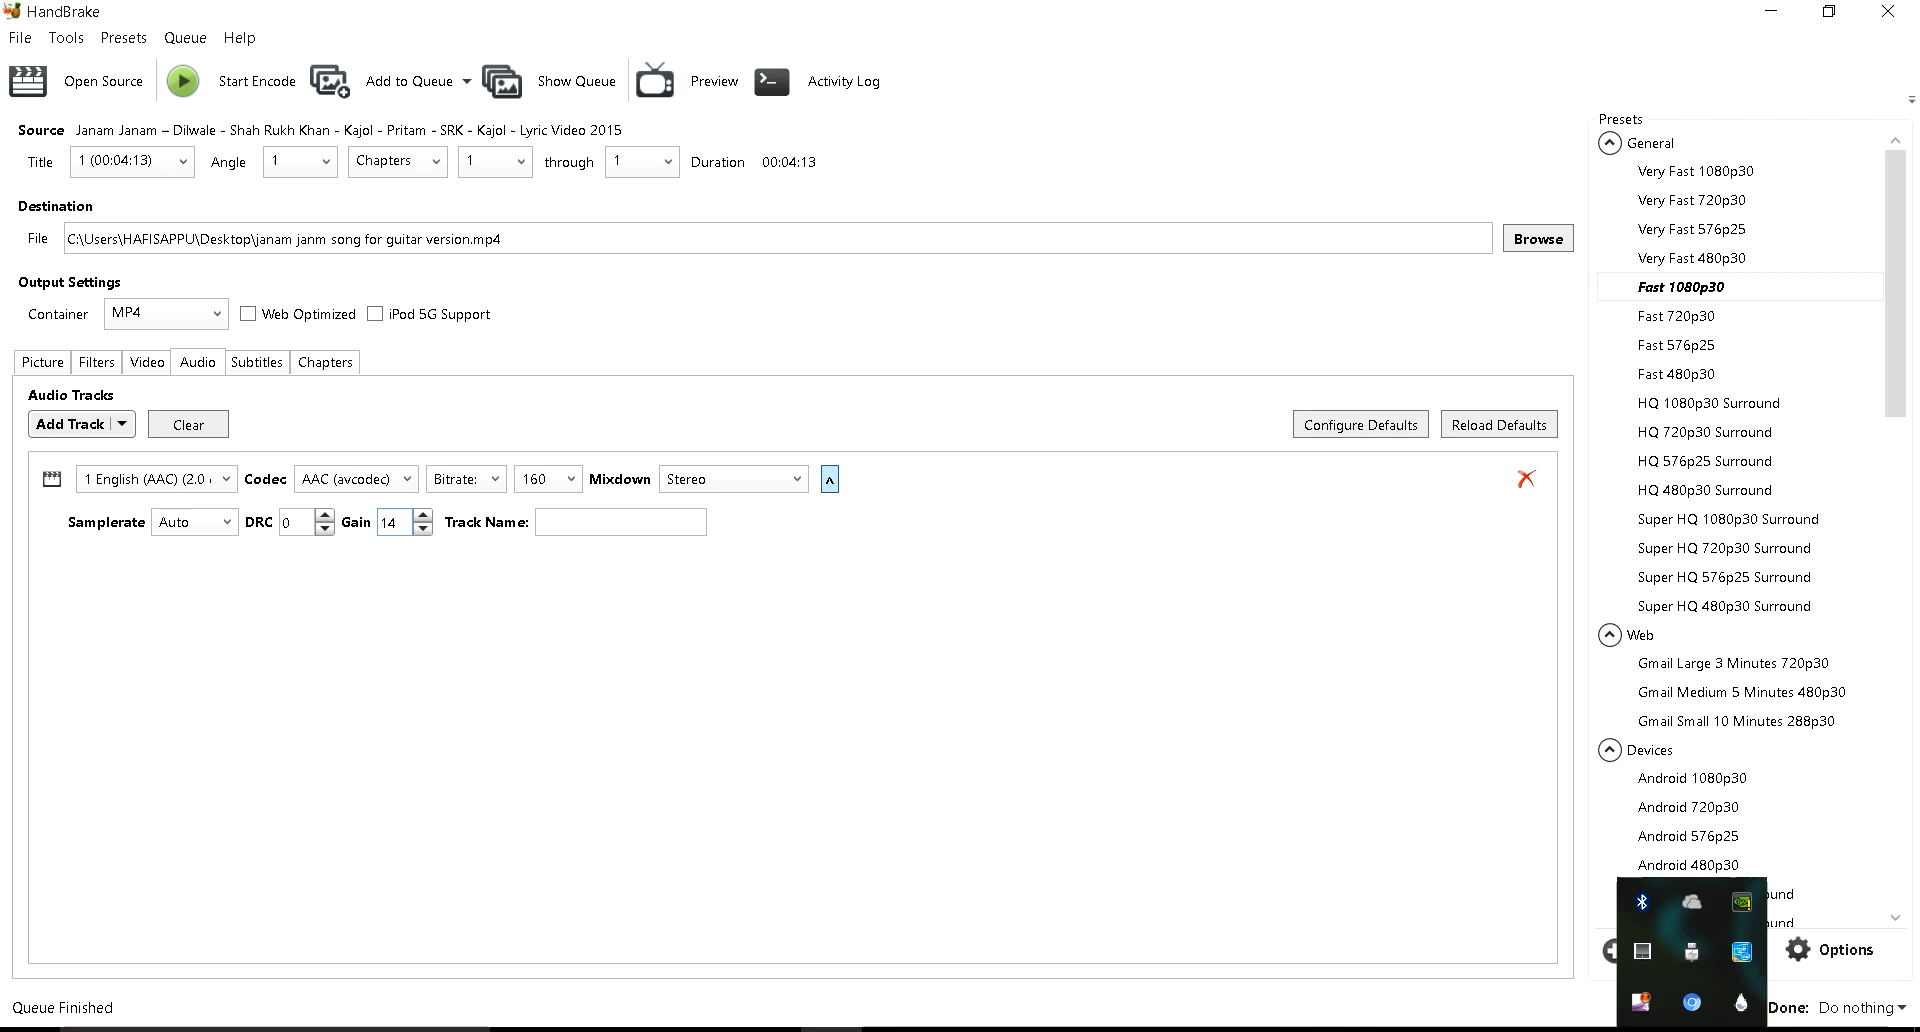 HandBrake
File Tools Presets Queue Help
Open Source Start Encode Add to Queue Show Queue Preview Activity Log
Source Janam Janam – Dilwale - Shah Rukh Khan - Kajol - Pritam - SRK - Kajol - Lyric Video 2015
Title 1 (00:04:13) Angle 1 Chapters 1 through 1 Duration 00:04:13
Destination
File C:\Users\HAFISAPPU\Desktop\janam janm song for guitar version.mp4 Browse
Output Settings
Container MP4 Web Optimized iPod 5G Support
Picture Filters Video Audio Subtitles Chapters
Audio Tracks
Add Track Clear Configure Defaults Reload Defaults
1 English (AAC) (2.0 Codec AAC (avcodec) Bitrate: 160 Mixdown Stereo
Samplerate Auto DRC 0 Gain 14 Track Name:
Queue Finished
Presets
General
Very Fast 1080p30
Very Fast 720p30
Very Fast 576p25
Very Fast 480p30
Fast 1080p30
Fast 720p30
Fast 576p25
Fast 480p30
HQ 1080p30 Surround
HQ 720p30 Surround
HQ 576p25 Surround
HQ 480p30 Surround
Super HQ 1080p30 Surround
Super HQ 720p30 Surround
Super HQ 576p25 Surround
Super HQ 480p30 Surround
Web
Gmail Large 3 Minutes 720p30
Gmail Medium 5 Minutes 480p30
Gmail Small 10 Minutes 288p30
Devices
Android 1080p30
Android 720p30
Android 576p25
Android 480p30
Options
Done: Do nothing